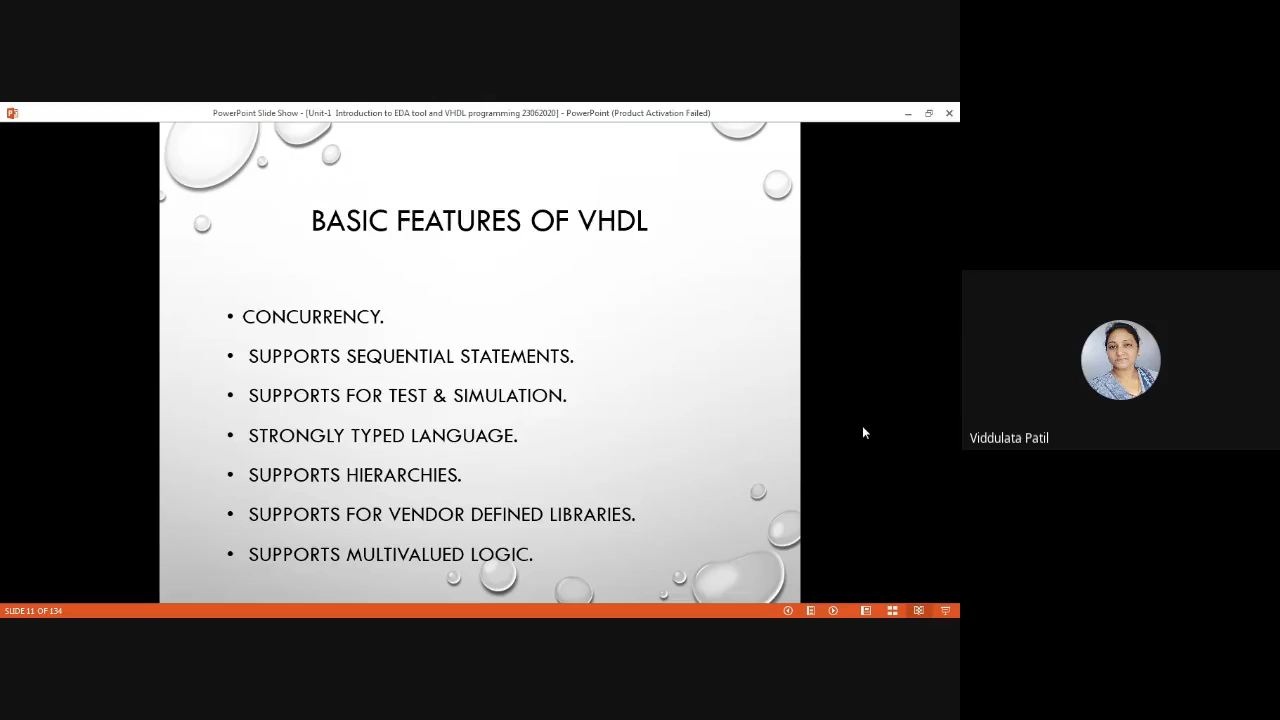 PowerPoint Slide Show - [Unit-1 Introduction to EDA tool and VHDL programming 23062020] - PowerPoint (Product Activation Failed)
BASIC FEATURES OF VHDL
• CONCURRENCY.
• SUPPORTS SEQUENTIAL STATEMENTS.
• SUPPORTS FOR TEST & SIMULATION.
• STRONGLY TYPED LANGUAGE.
• SUPPORTS HIERARCHIES.
• SUPPORTS FOR VENDOR DEFINED LIBRARIES.
• SUPPORTS MULTIVALUED LOGIC.
SLIDE 11 OF 134
Viddulata Patil